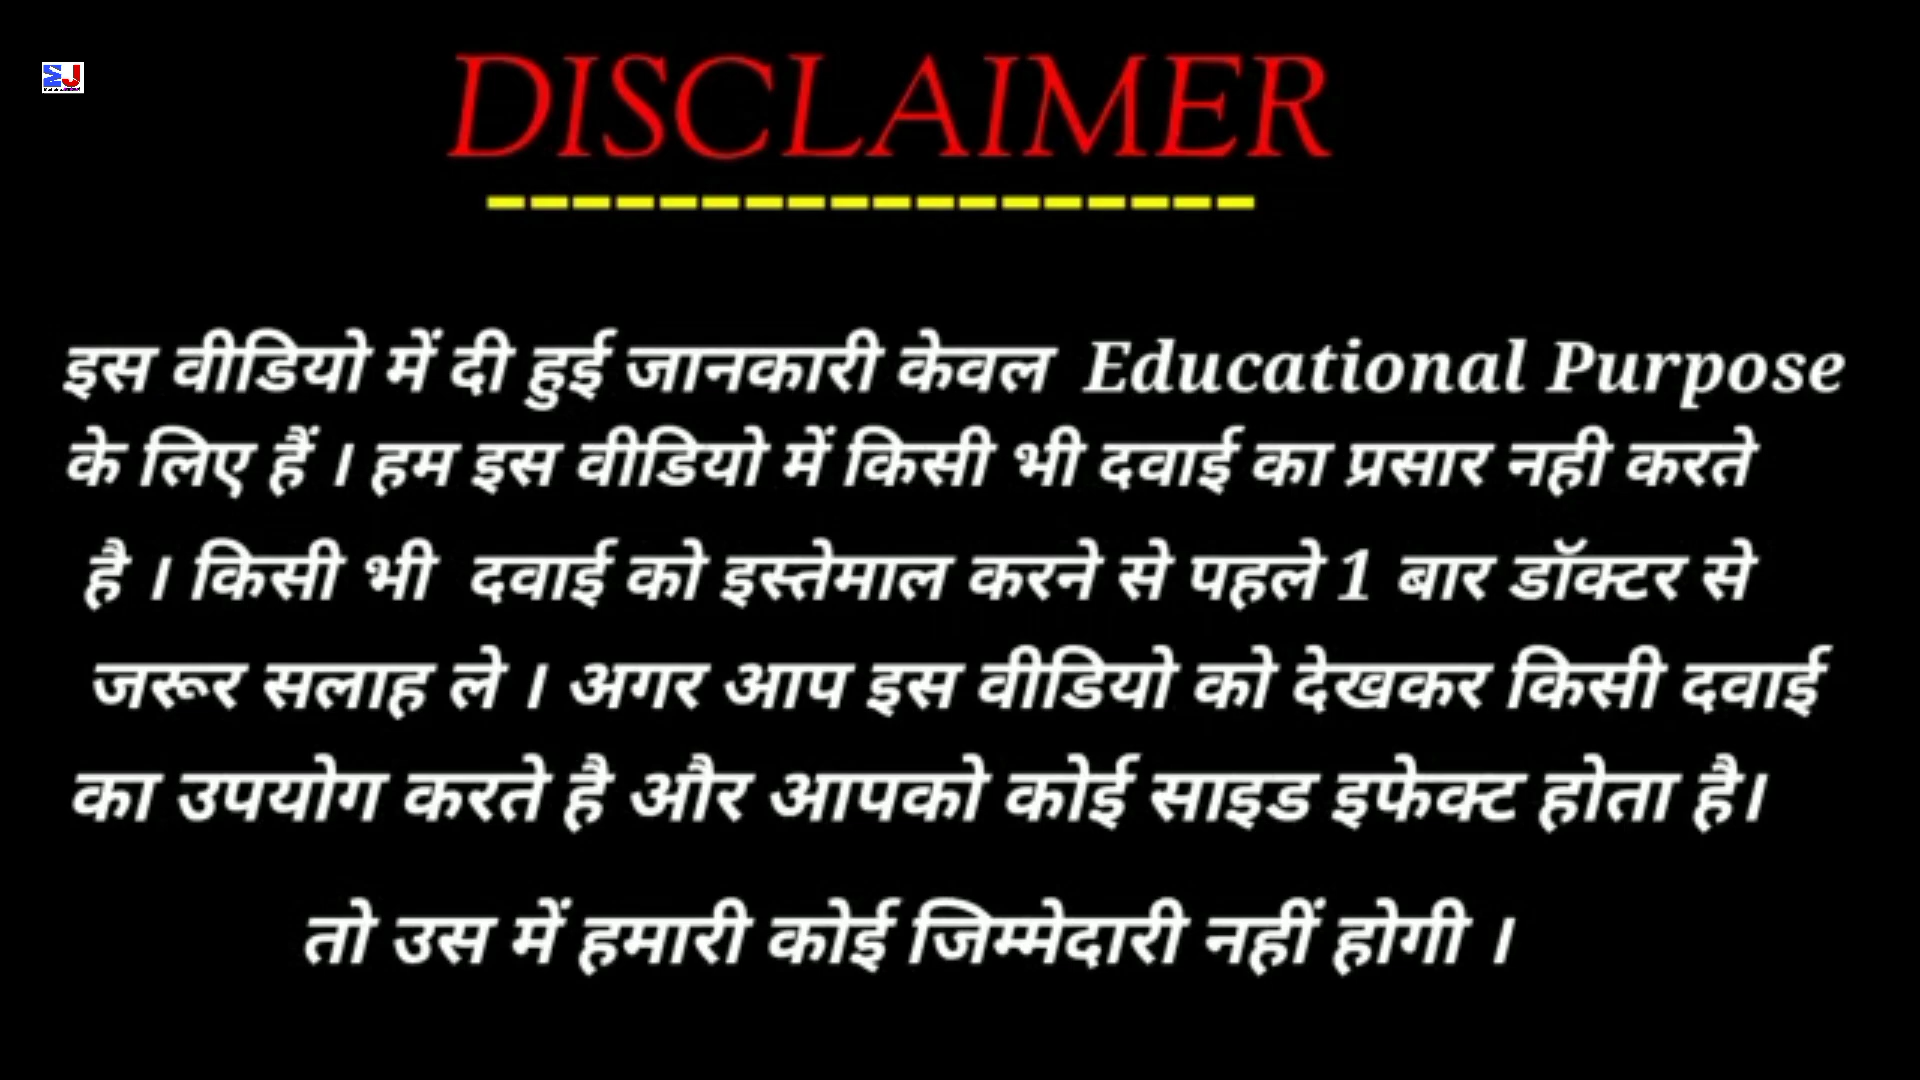 DISCLAIMER
------------------
इस वीडियो में दी हुई जानकारी केवल Educational Purpose
के लिए हैं । हम इस वीडियो में किसी भी दवाई का प्रसार नही करते
है । किसी भी दवाई को इस्तेमाल करने से पहले 1 बार डॉक्टर से
जरूर सलाह ले । अगर आप इस वीडियो को देखकर किसी दवाई
का उपयोग करते है और आपको कोई साइड इफेक्ट होता है।
तो उस में हमारी कोई जिम्मेदारी नहीं होगी ।